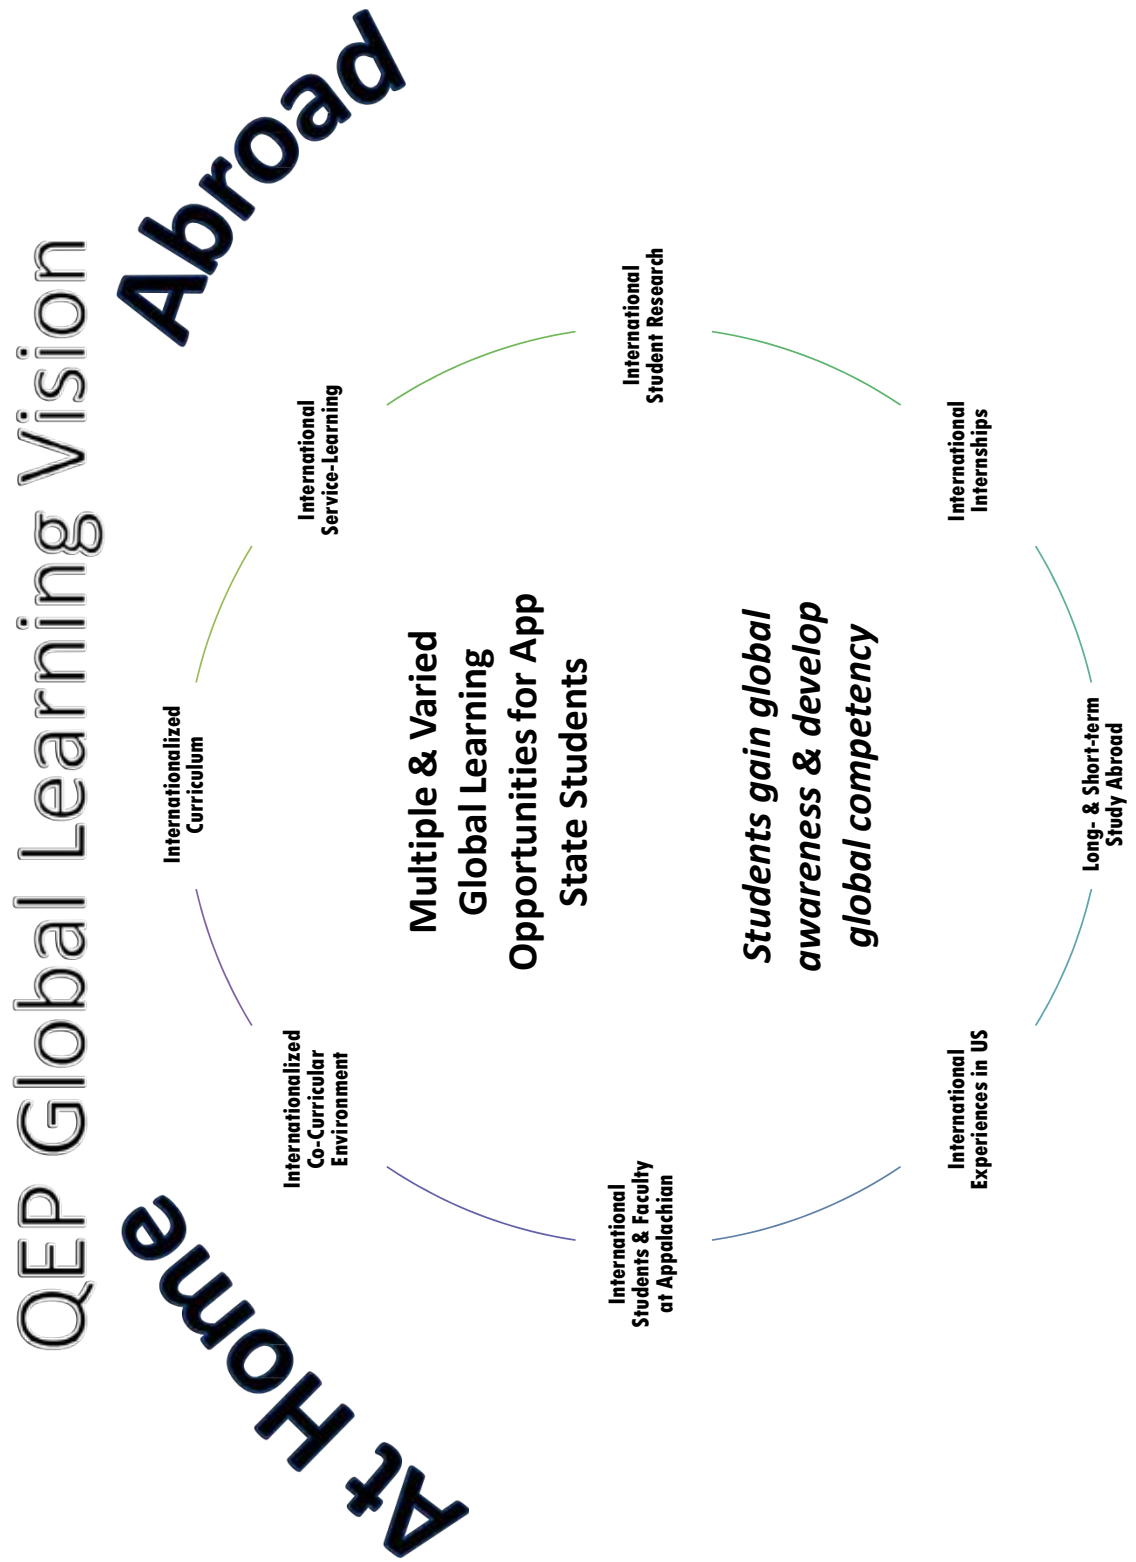 QEP Global Learning Vision
At Home
Abroad
Internationalized
Curriculum
International
Service-Learning
International
Student Research
International
Internships
Long- & Short-term
Study Abroad
International
Experiences in US
International
Students & Faculty
at Appalachian
Internationalized
Co-Curricular
Environment
Multiple & Varied
Global Learning
Opportunities for App
State Students
Students gain global
awareness & develop
global competency